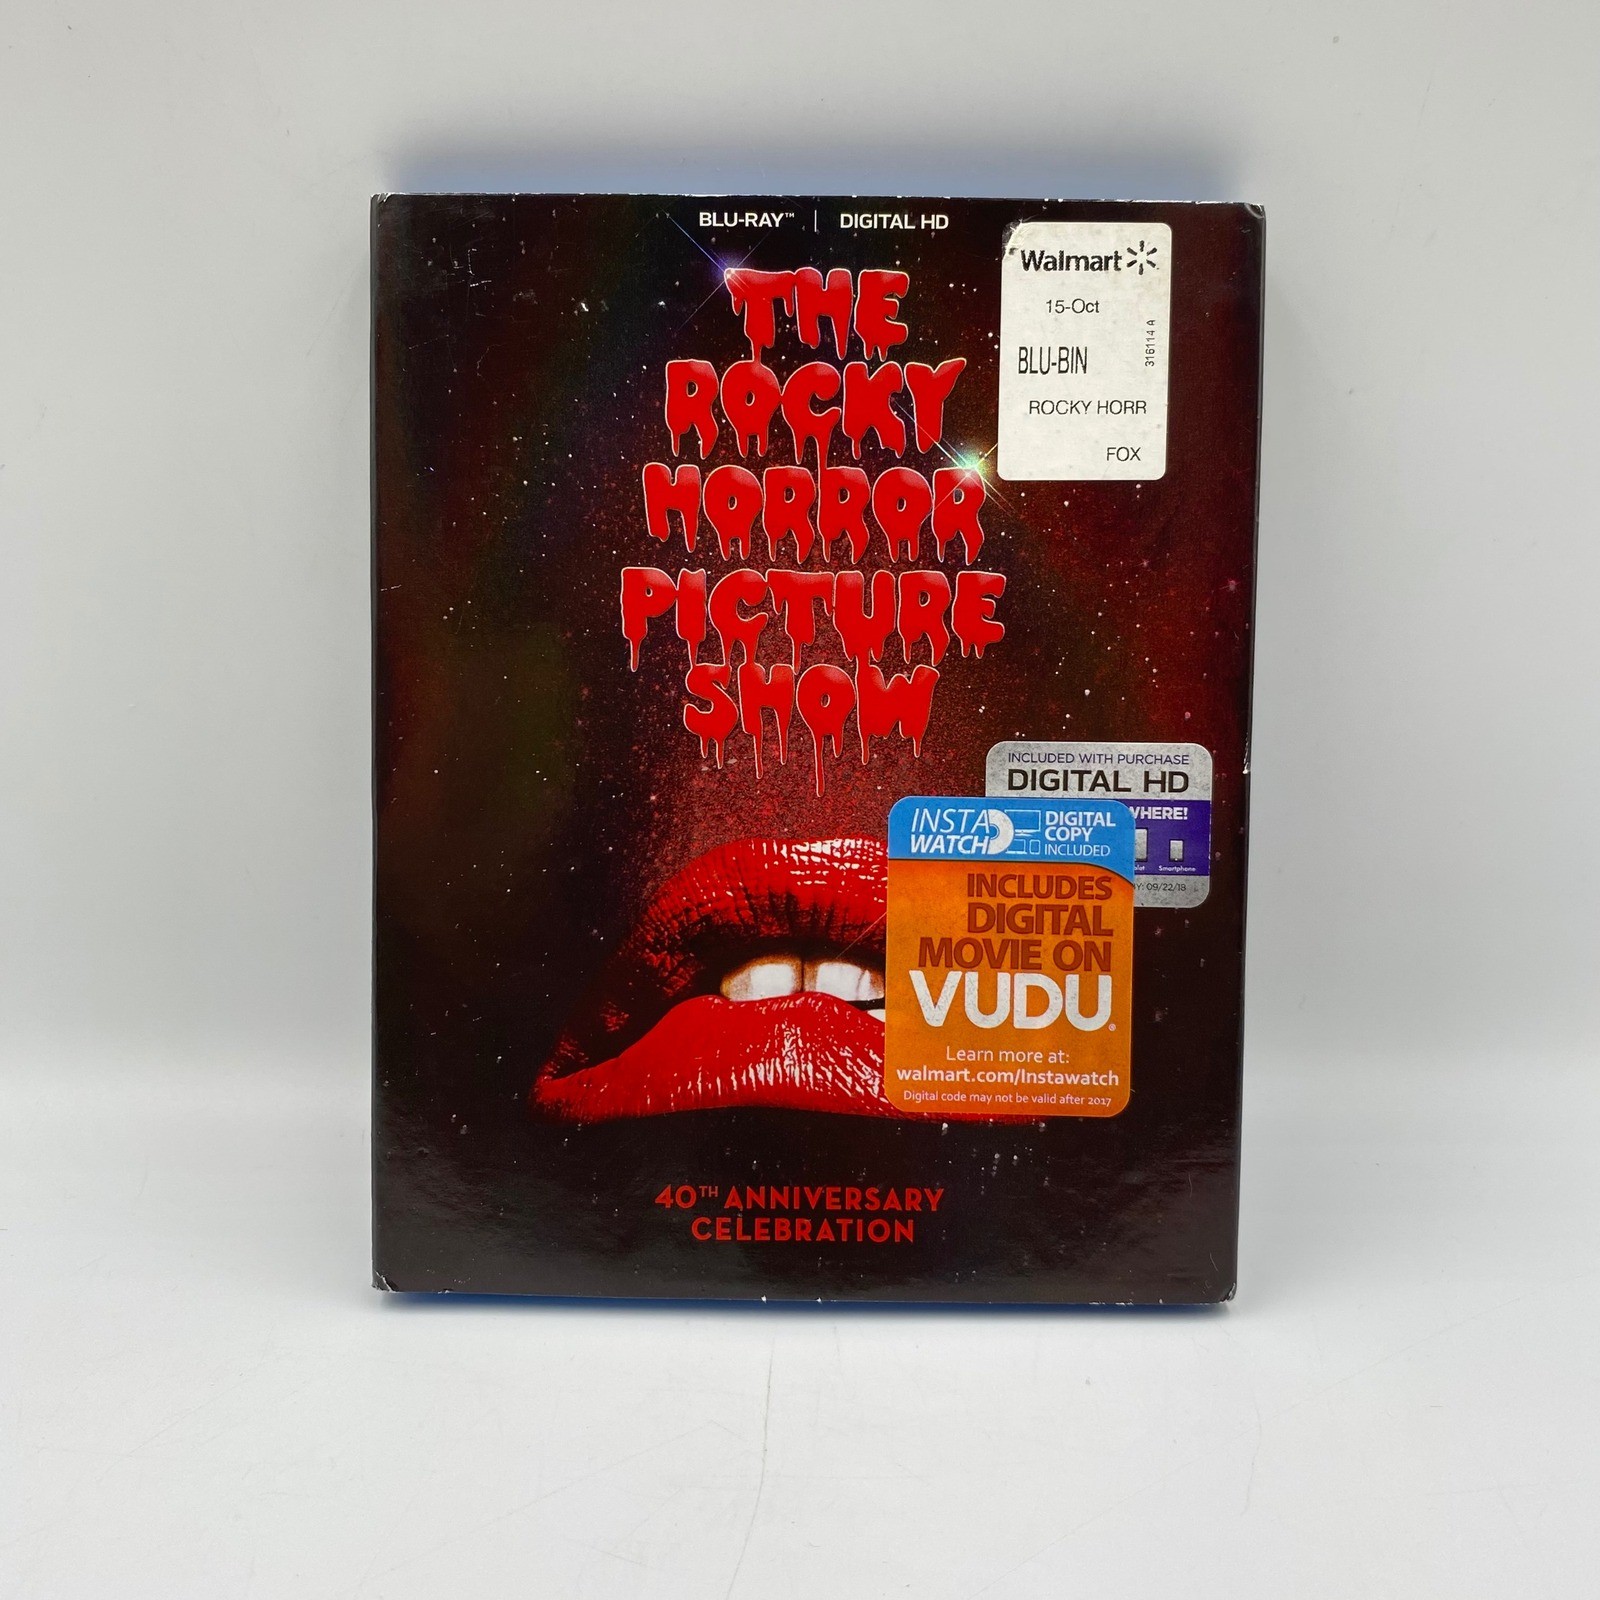 BLU-RAY™ | DIGITAL HD
THE
ROCKY
HORROR
PICTURE
SHOW
Walmart
15-Oct
BLU-BIN
316114 A
ROCKY HORR
FOX
INCLUDED WITH PURCHASE
DIGITAL HD
WHERE!
Smartphone
09/22/18
INSTA
WATCH
DIGITAL
COPY
INCLUDED
INCLUDES
DIGITAL
MOVIE ON
VUDU®
Learn more at:
walmart.com/Instawatch
Digital code may not be valid after 2017
40TH ANNIVERSARY
CELEBRATION